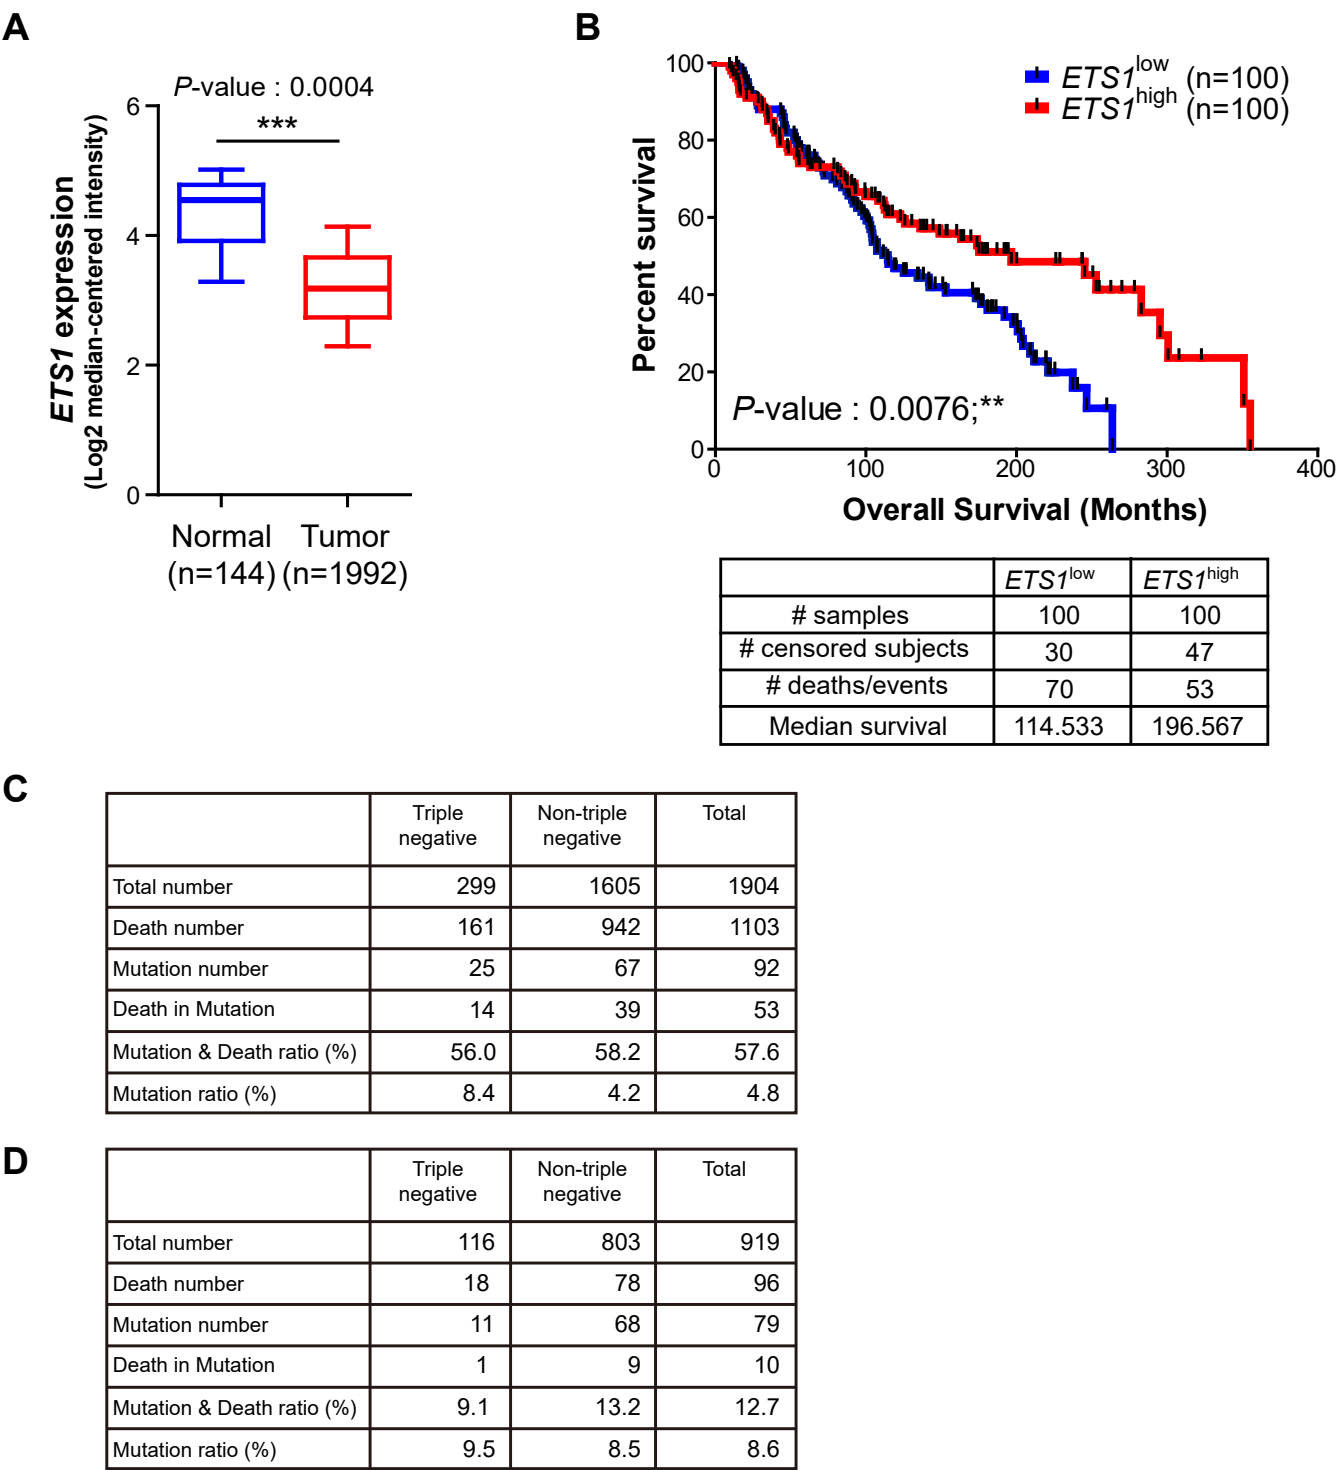 A
P-value : 0.0004
***
ETS1 expression
(Log2 median-centered intensity)
6
4
2
0
Normal
(n=144)
Tumor
(n=1992)
B
ETS1low (n=100)
ETS1high (n=100)
Percent survival
100
80
60
40
20
0
P-value : 0.0076;**
0 100 200 300 400
Overall Survival (Months)
ETS1low ETS1high
# samples 100 100
# censored subjects 30 47
# deaths/events 70 53
Median survival 114.533 196.567
C
Triple negative Non-triple negative Total
Total number 299 1605 1904
Death number 161 942 1103
Mutation number 25 67 92
Death in Mutation 14 39 53
Mutation & Death ratio (%) 56.0 58.2 57.6
Mutation ratio (%) 8.4 4.2 4.8
D
Triple negative Non-triple negative Total
Total number 116 803 919
Death number 18 78 96
Mutation number 11 68 79
Death in Mutation 1 9 10
Mutation & Death ratio (%) 9.1 13.2 12.7
Mutation ratio (%) 9.5 8.5 8.6